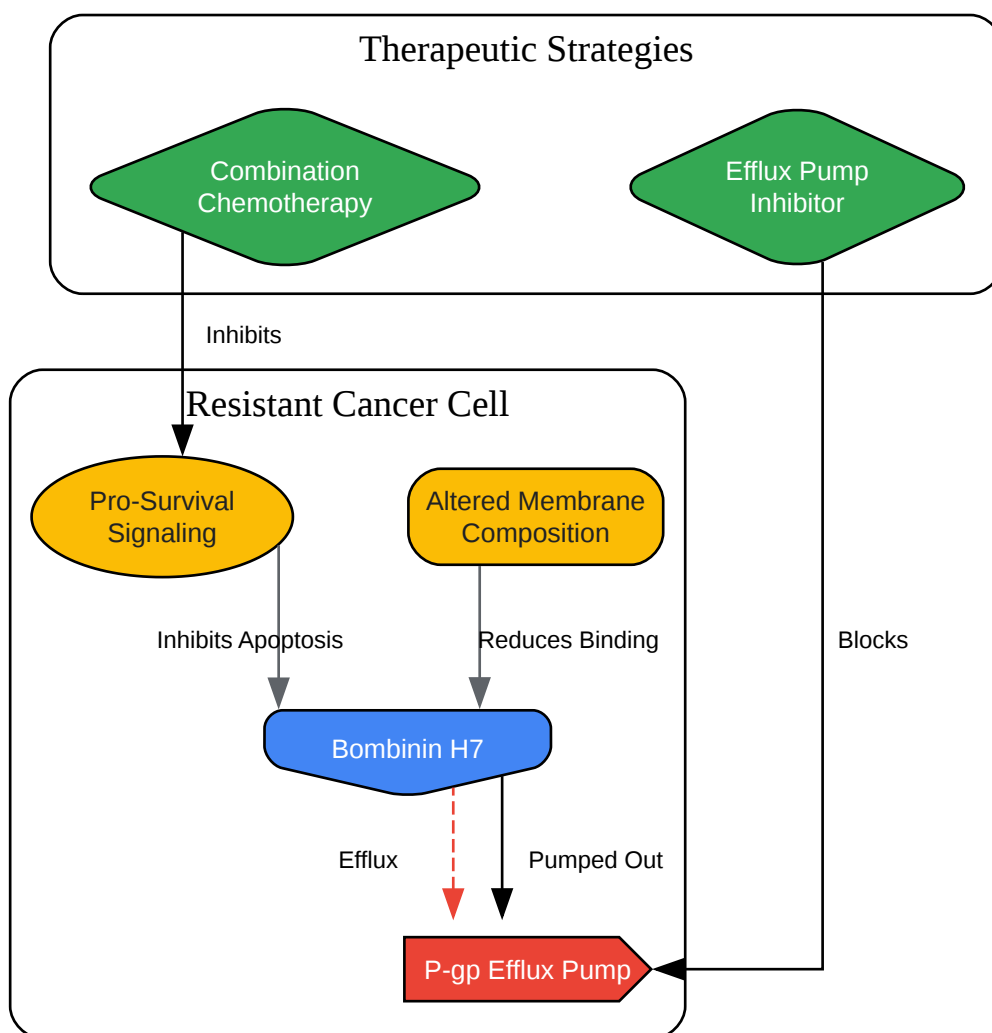 Therapeutic Strategies
Combination
Chemotherapy
Efflux Pump
Inhibitor
Inhibits
Resistant Cancer Cell
Pro-Survival
Signaling
Altered Membrane
Composition
Inhibits Apoptosis
Reduces Binding
Blocks
Bombinin H7
Efflux
Pumped Out
P-gp Efflux Pump